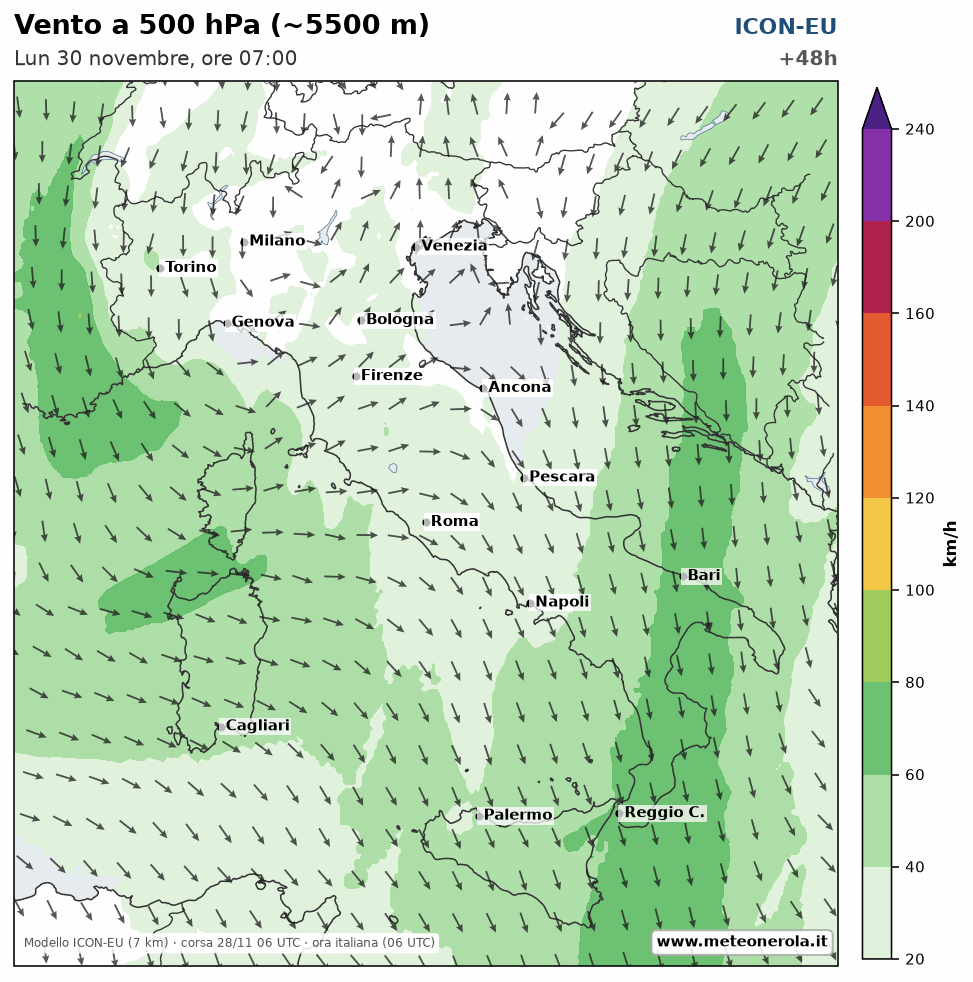 Vento a 500 hPa (~5500 m)
ICON-EU
Lun 30 novembre, ore 07:00
+48h
Milano
Venezia
Torino
Genova
Bologna
Firenze
Ancona
Pescara
Roma
Bari
Napoli
Cagliari
Palermo
Reggio C.
240
200
160
140
120
100
80
60
40
20
km/h
Modello ICON-EU (7 km) · corsa 28/11 06 UTC · ora italiana (06 UTC)
www.meteonerola.it